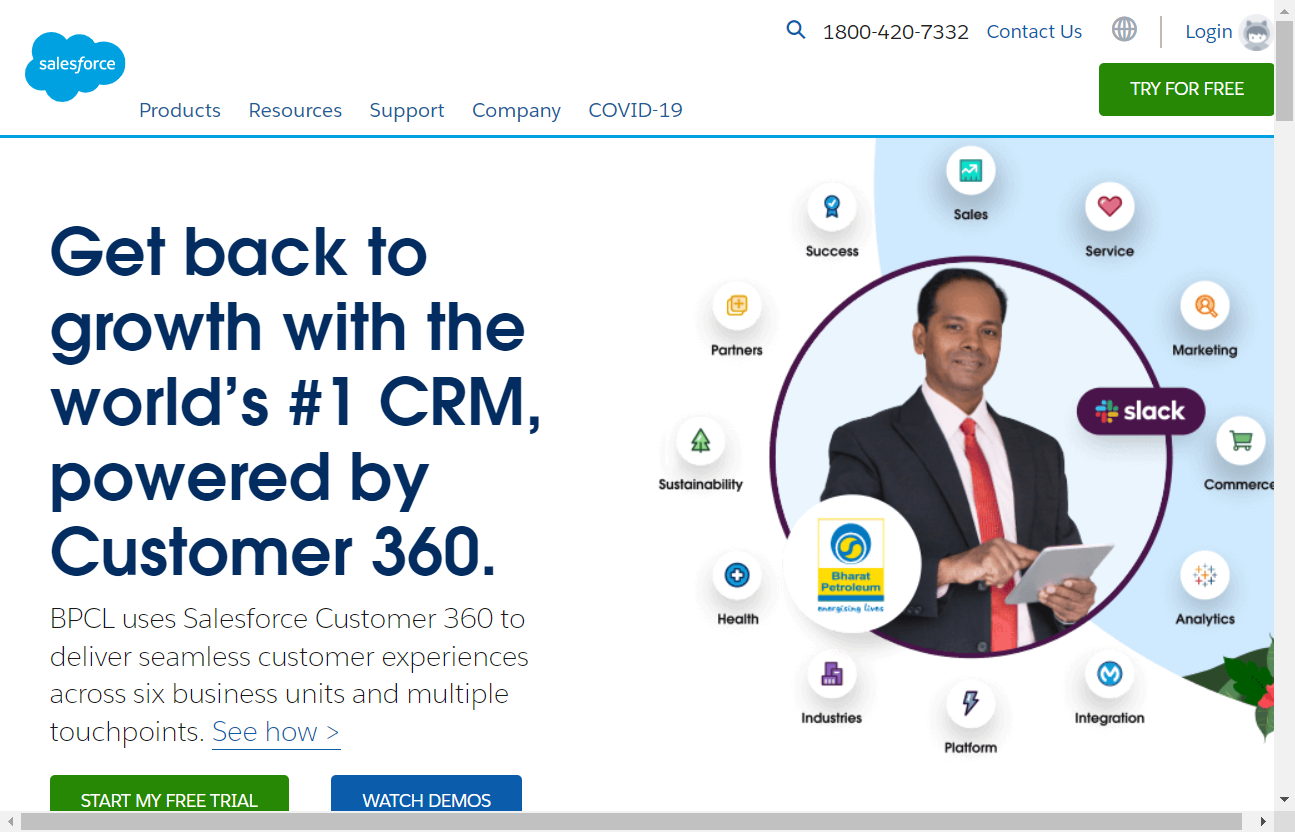 1800-420-7332 Contact Us Login
salesforce
TRY FOR FREE
Products Resources Support Company COVID-19
Get back to
growth with the
world’s #1 CRM,
powered by
Customer 360.
BPCL uses Salesforce Customer 360 to
deliver seamless customer experiences
across six business units and multiple
touchpoints. See how >
START MY FREE TRIAL WATCH DEMOS
Sales
Success
Service
Partners
Marketing
slack
Sustainability
Commerce
Bharat
Petroleum
energising lives
Health
Analytics
Industries
Integration
Platform